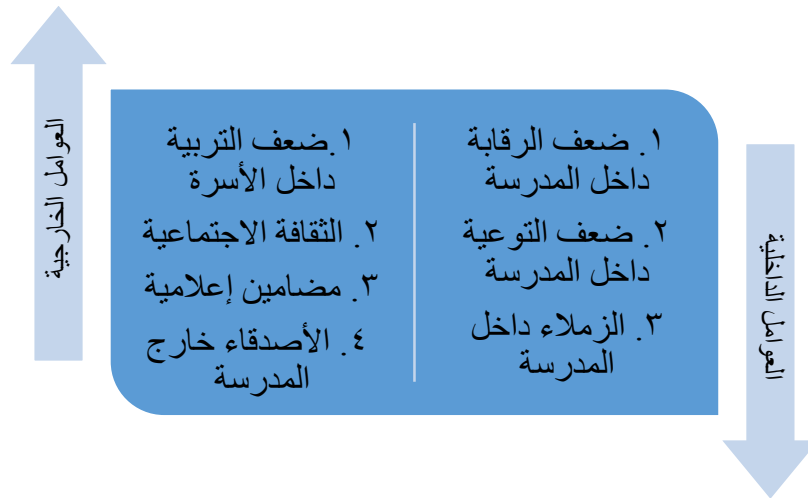 العوامل الداخلية
١. ضعف الرقابة
داخل المدرسة
٢. ضعف التوعية
داخل المدرسة
٣. الزملاء داخل
المدرسة
١.ضعف التربية
داخل الأسرة
٢. الثقافة الاجتماعية
٣. مضامين إعلامية
٤. الأصدقاء خارج
المدرسة
العوامل الخارجية